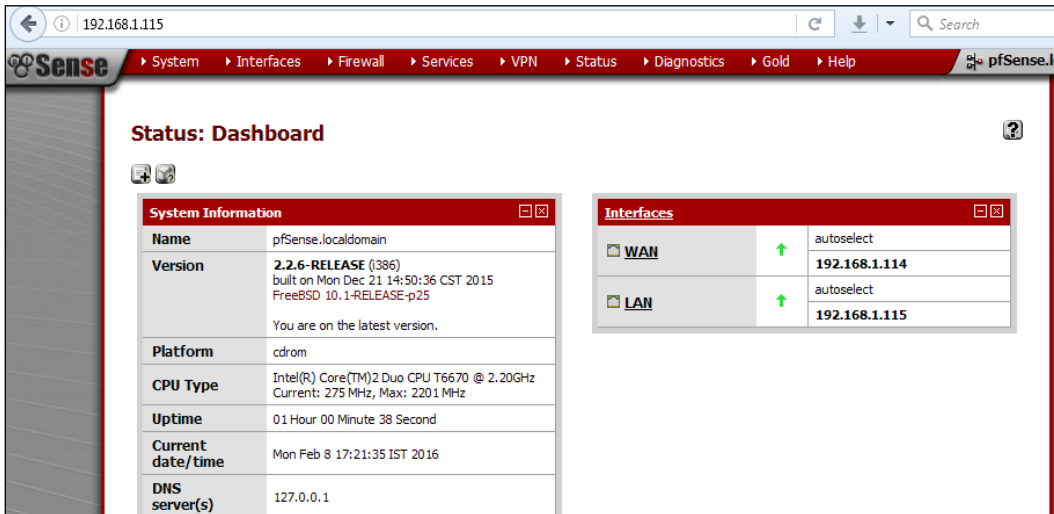 192.168.1.115
Search
Sense
System Interfaces Firewall Services VPN Status Diagnostics Gold Help
pfSense.l
Status: Dashboard
System Information
Name pfSense.localdomain
Version 2.2.6-RELEASE (i386)
built on Mon Dec 21 14:50:36 CST 2015
FreeBSD 10.1-RELEASE-p25
You are on the latest version.
Platform cdrom
CPU Type Intel(R) Core(TM)2 Duo CPU T6670 @ 2.20GHz
Current: 275 MHz, Max: 2201 MHz
Uptime 01 Hour 00 Minute 38 Second
Current
date/time Mon Feb 8 17:21:35 IST 2016
DNS
server(s) 127.0.0.1
Interfaces
WAN autoselect
192.168.1.114
LAN autoselect
192.168.1.115